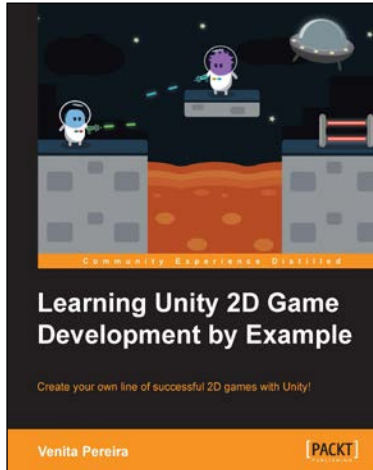 Community Experience Distilled
Learning Unity 2D Game
Development by Example
Create your own line of successful 2D games with Unity!
Venita Pereira
[PACKT]
PUBLISHING